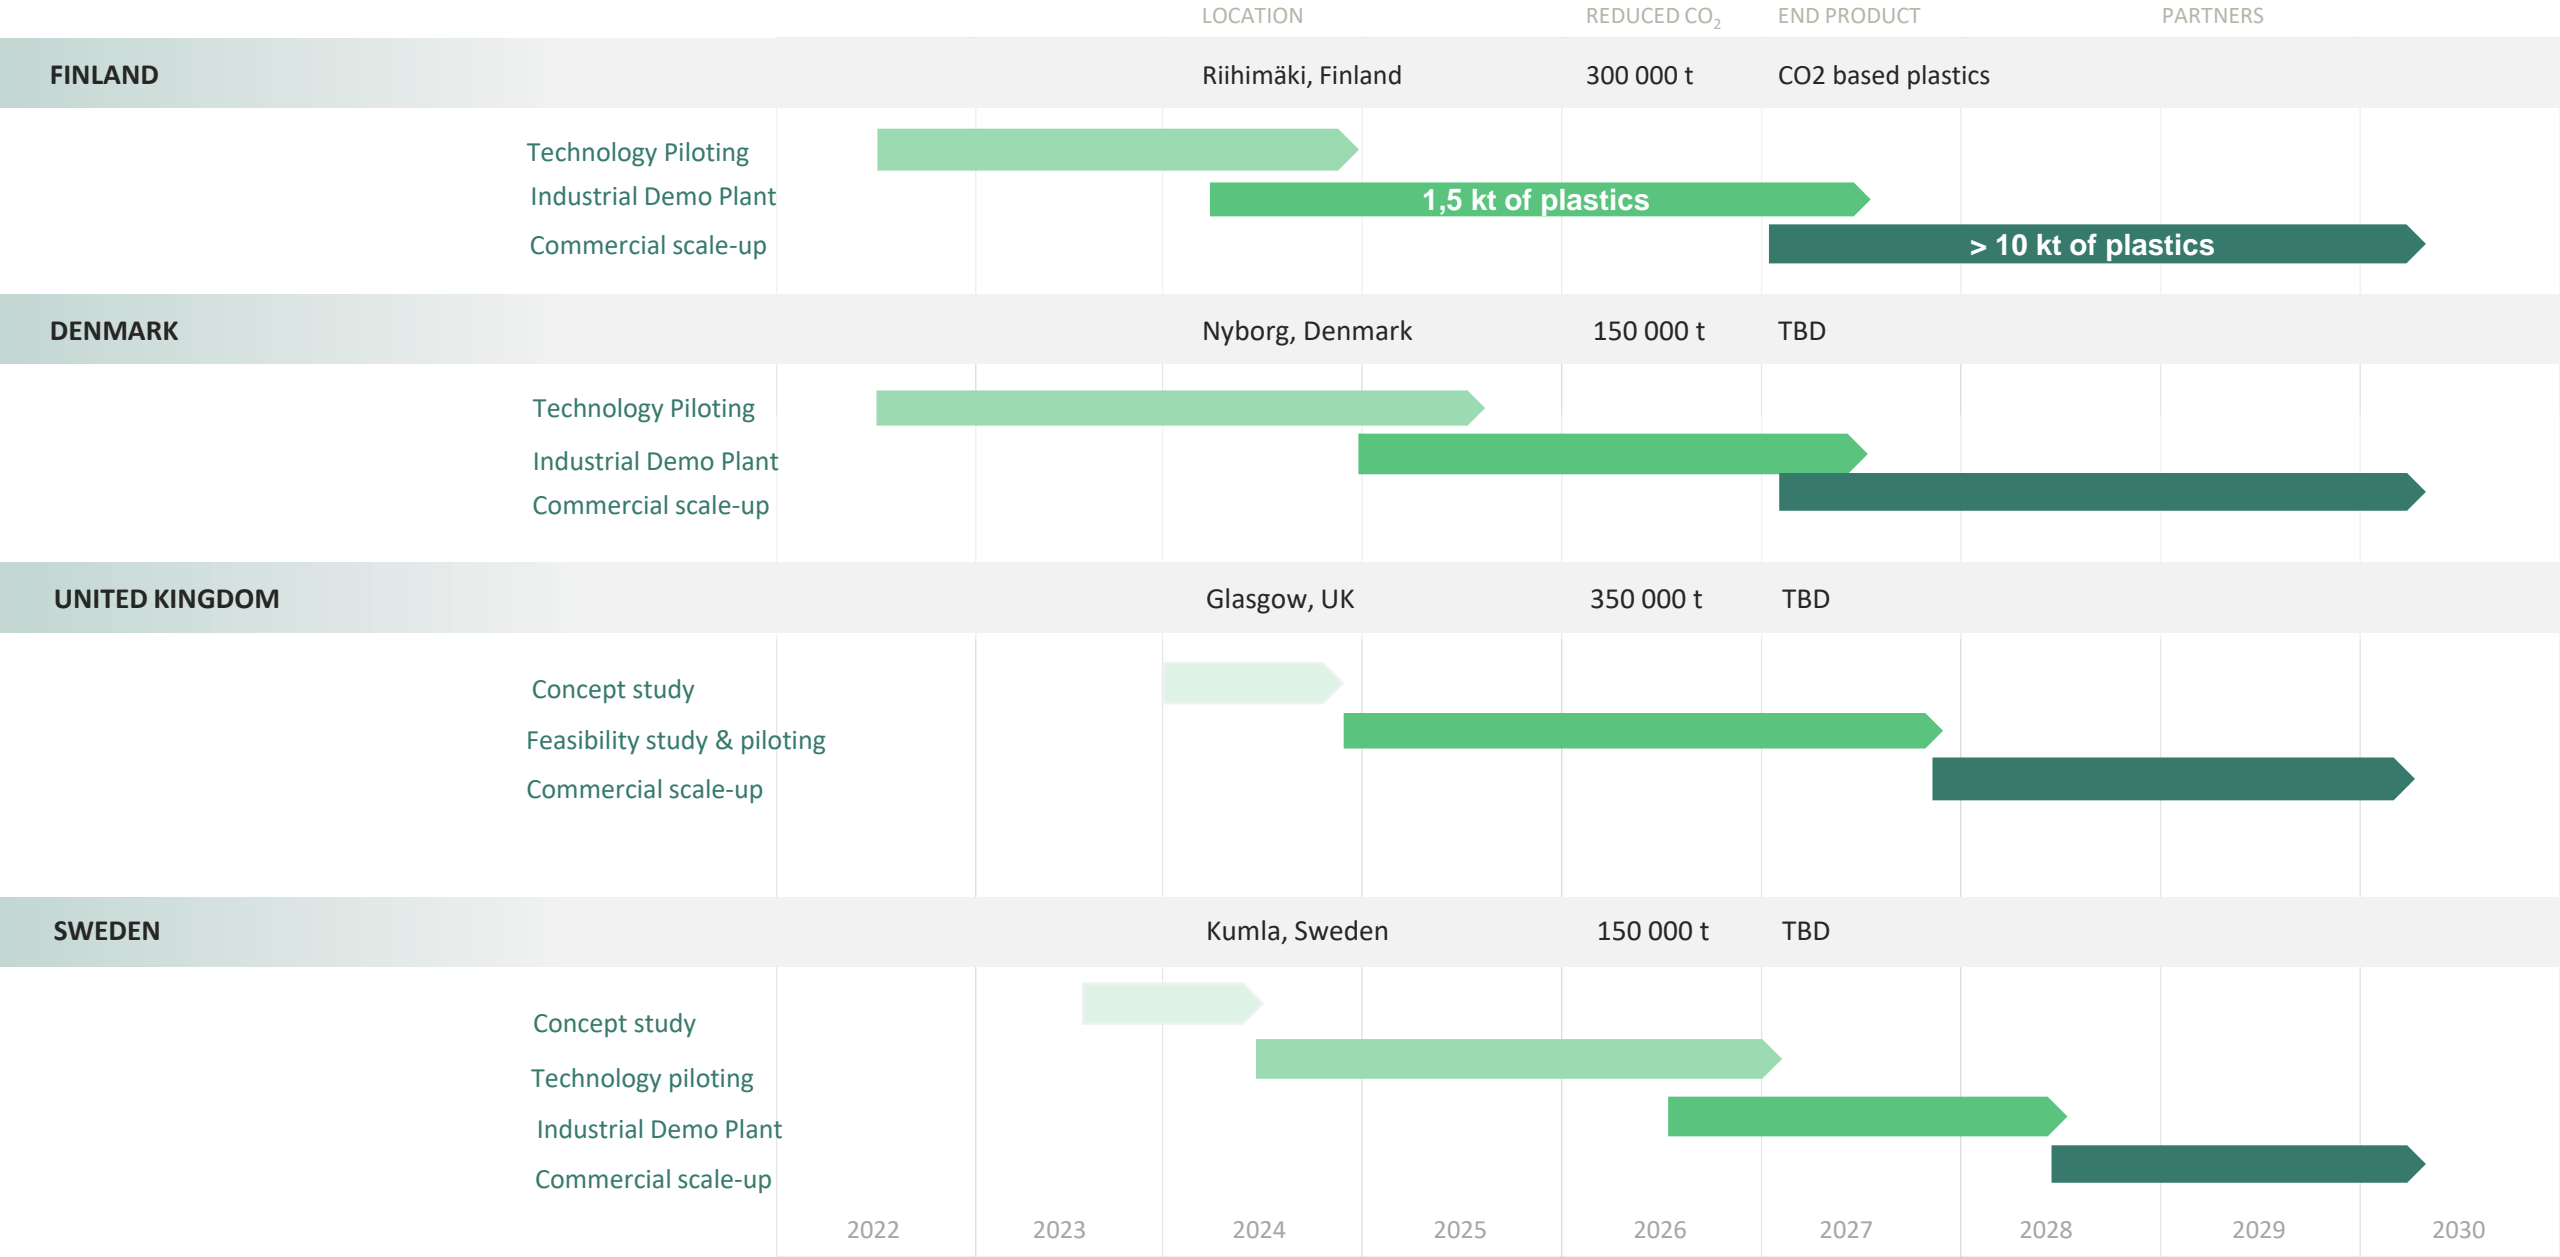 LOCATION REDUCED CO₂ END PRODUCT PARTNERS
FINLAND Riihimäki, Finland 300 000 t CO2 based plastics
Technology Piloting
Industrial Demo Plant 1,5 kt of plastics
Commercial scale-up > 10 kt of plastics
DENMARK Nyborg, Denmark 150 000 t TBD
Technology Piloting
Industrial Demo Plant
Commercial scale-up
UNITED KINGDOM Glasgow, UK 350 000 t TBD
Concept study
Feasibility study & piloting
Commercial scale-up
SWEDEN Kumla, Sweden 150 000 t TBD
Concept study
Technology piloting
Industrial Demo Plant
Commercial scale-up
2022 2023 2024 2025 2026 2027 2028 2029 2030